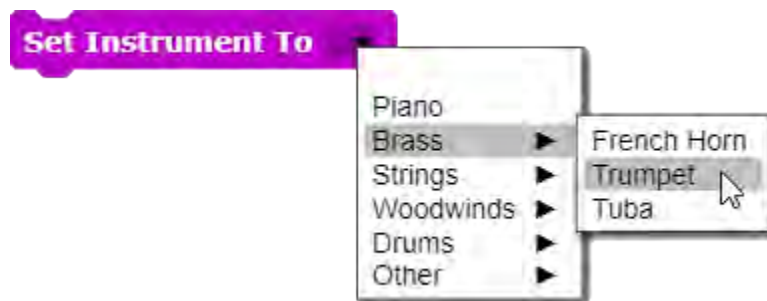 Set Instrument To
Piano
Brass
Strings
Woodwinds
Drums
Other
French Horn
Trumpet
Tuba